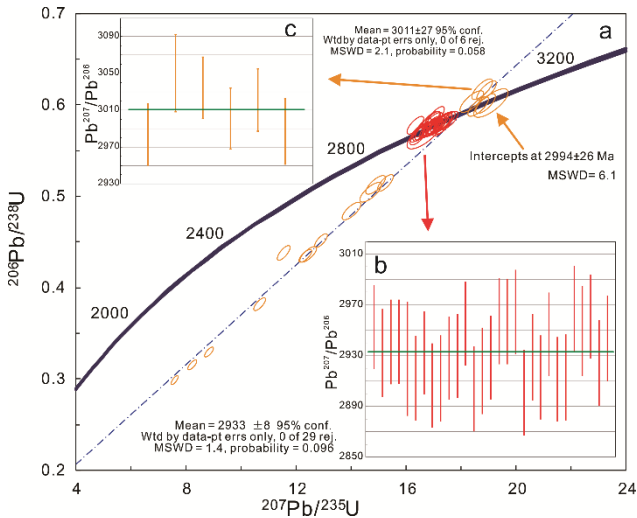 c
Mean = 3011±27 95% conf.
Wtd by data-pt errs only, 0 of 6 rej.
MSWD = 2.1, probability = 0.058
a
3090
3050
3010
2970
2930
Pb²⁰⁷/Pb²⁰⁶
3200
2800
2400
2000
Intercepts at 2994±26 Ma
MSWD= 6.1
b
3010
2970
2930
2890
2850
Pb²⁰⁷/Pb²⁰⁶
Mean = 2933 ±8 95% conf.
Wtd by data-pt errs only, 0 of 29 rej.
MSWD = 1.4, probability = 0.096
0.7
0.6
0.5
0.4
0.3
0.2
²⁰⁶Pb/²³⁸U
4 8 12 16 20 24
²⁰⁷Pb/²³⁵U